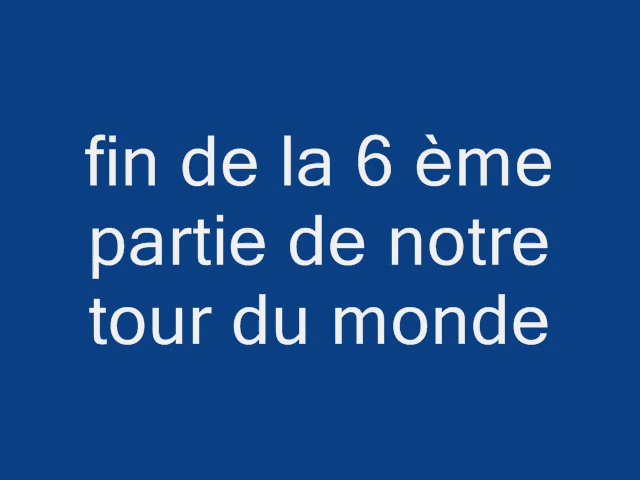 fin de la 6 ème
partie de notre
tour du monde